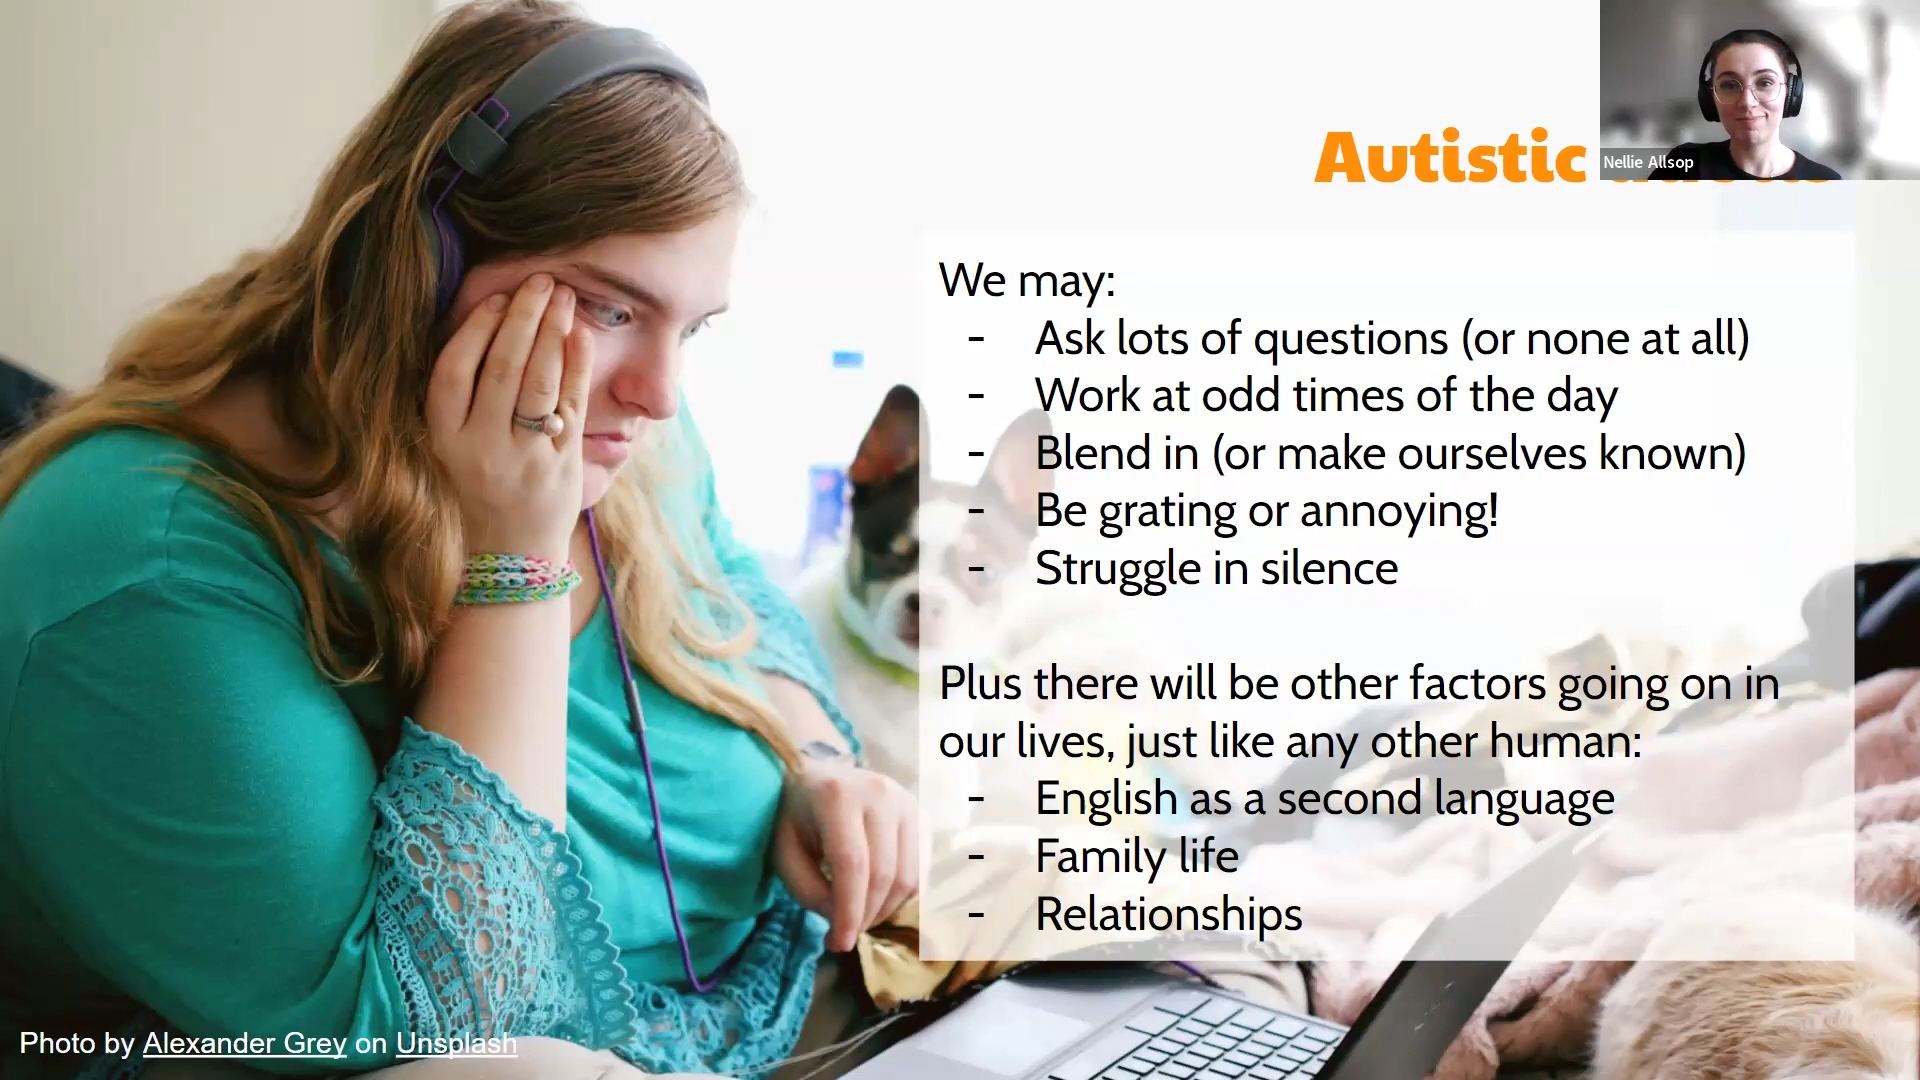 Autistic
Nellie Allsop
We may:
- Ask lots of questions (or none at all)
- Work at odd times of the day
- Blend in (or make ourselves known)
- Be grating or annoying!
- Struggle in silence
Plus there will be other factors going on in
our lives, just like any other human:
- English as a second language
- Family life
- Relationships
Photo by Alexander Grey on Unsplash